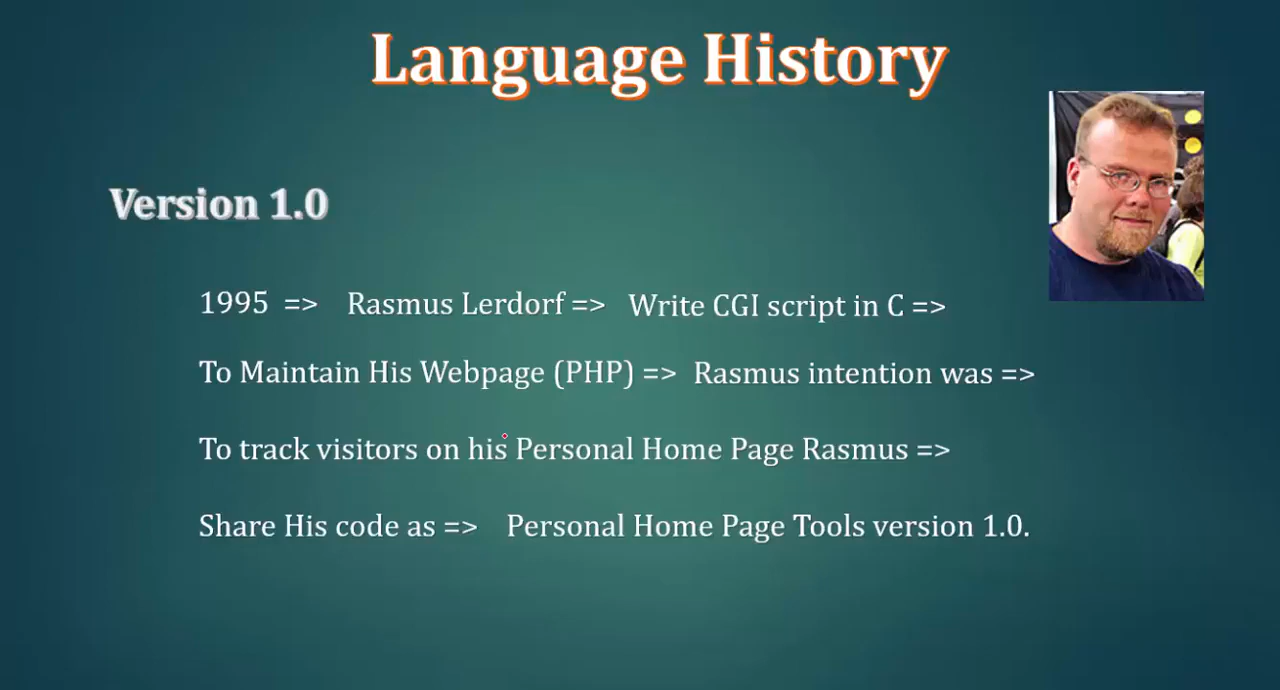 Language History
Version 1.0
1995 => Rasmus Lerdorf => Write CGI script in C =>
To Maintain His Webpage (PHP) => Rasmus intention was =>
To track visitors on his Personal Home Page Rasmus =>
Share His code as => Personal Home Page Tools version 1.0.